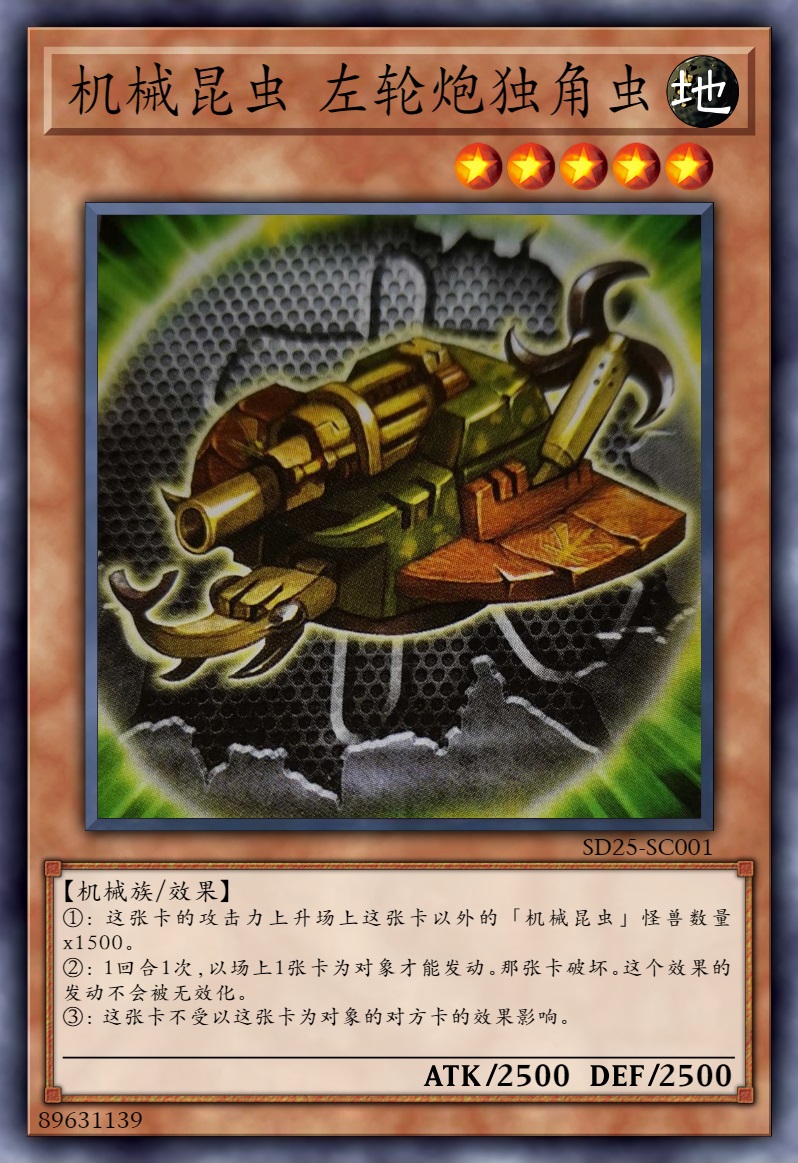 机械昆虫 左轮炮独角虫
地
SD25-SC001
【机械族/效果】
①: 这张卡的攻击力上升场上这张卡以外的「机械昆虫」怪兽数量
x1500。
②: 1回合1次,以场上1张卡为对象才能发动。那张卡破坏。这个效果的
发动不会被无效化。
③: 这张卡不受以这张卡为对象的对方卡的效果影响。
ATK/2500 DEF/2500
89631139